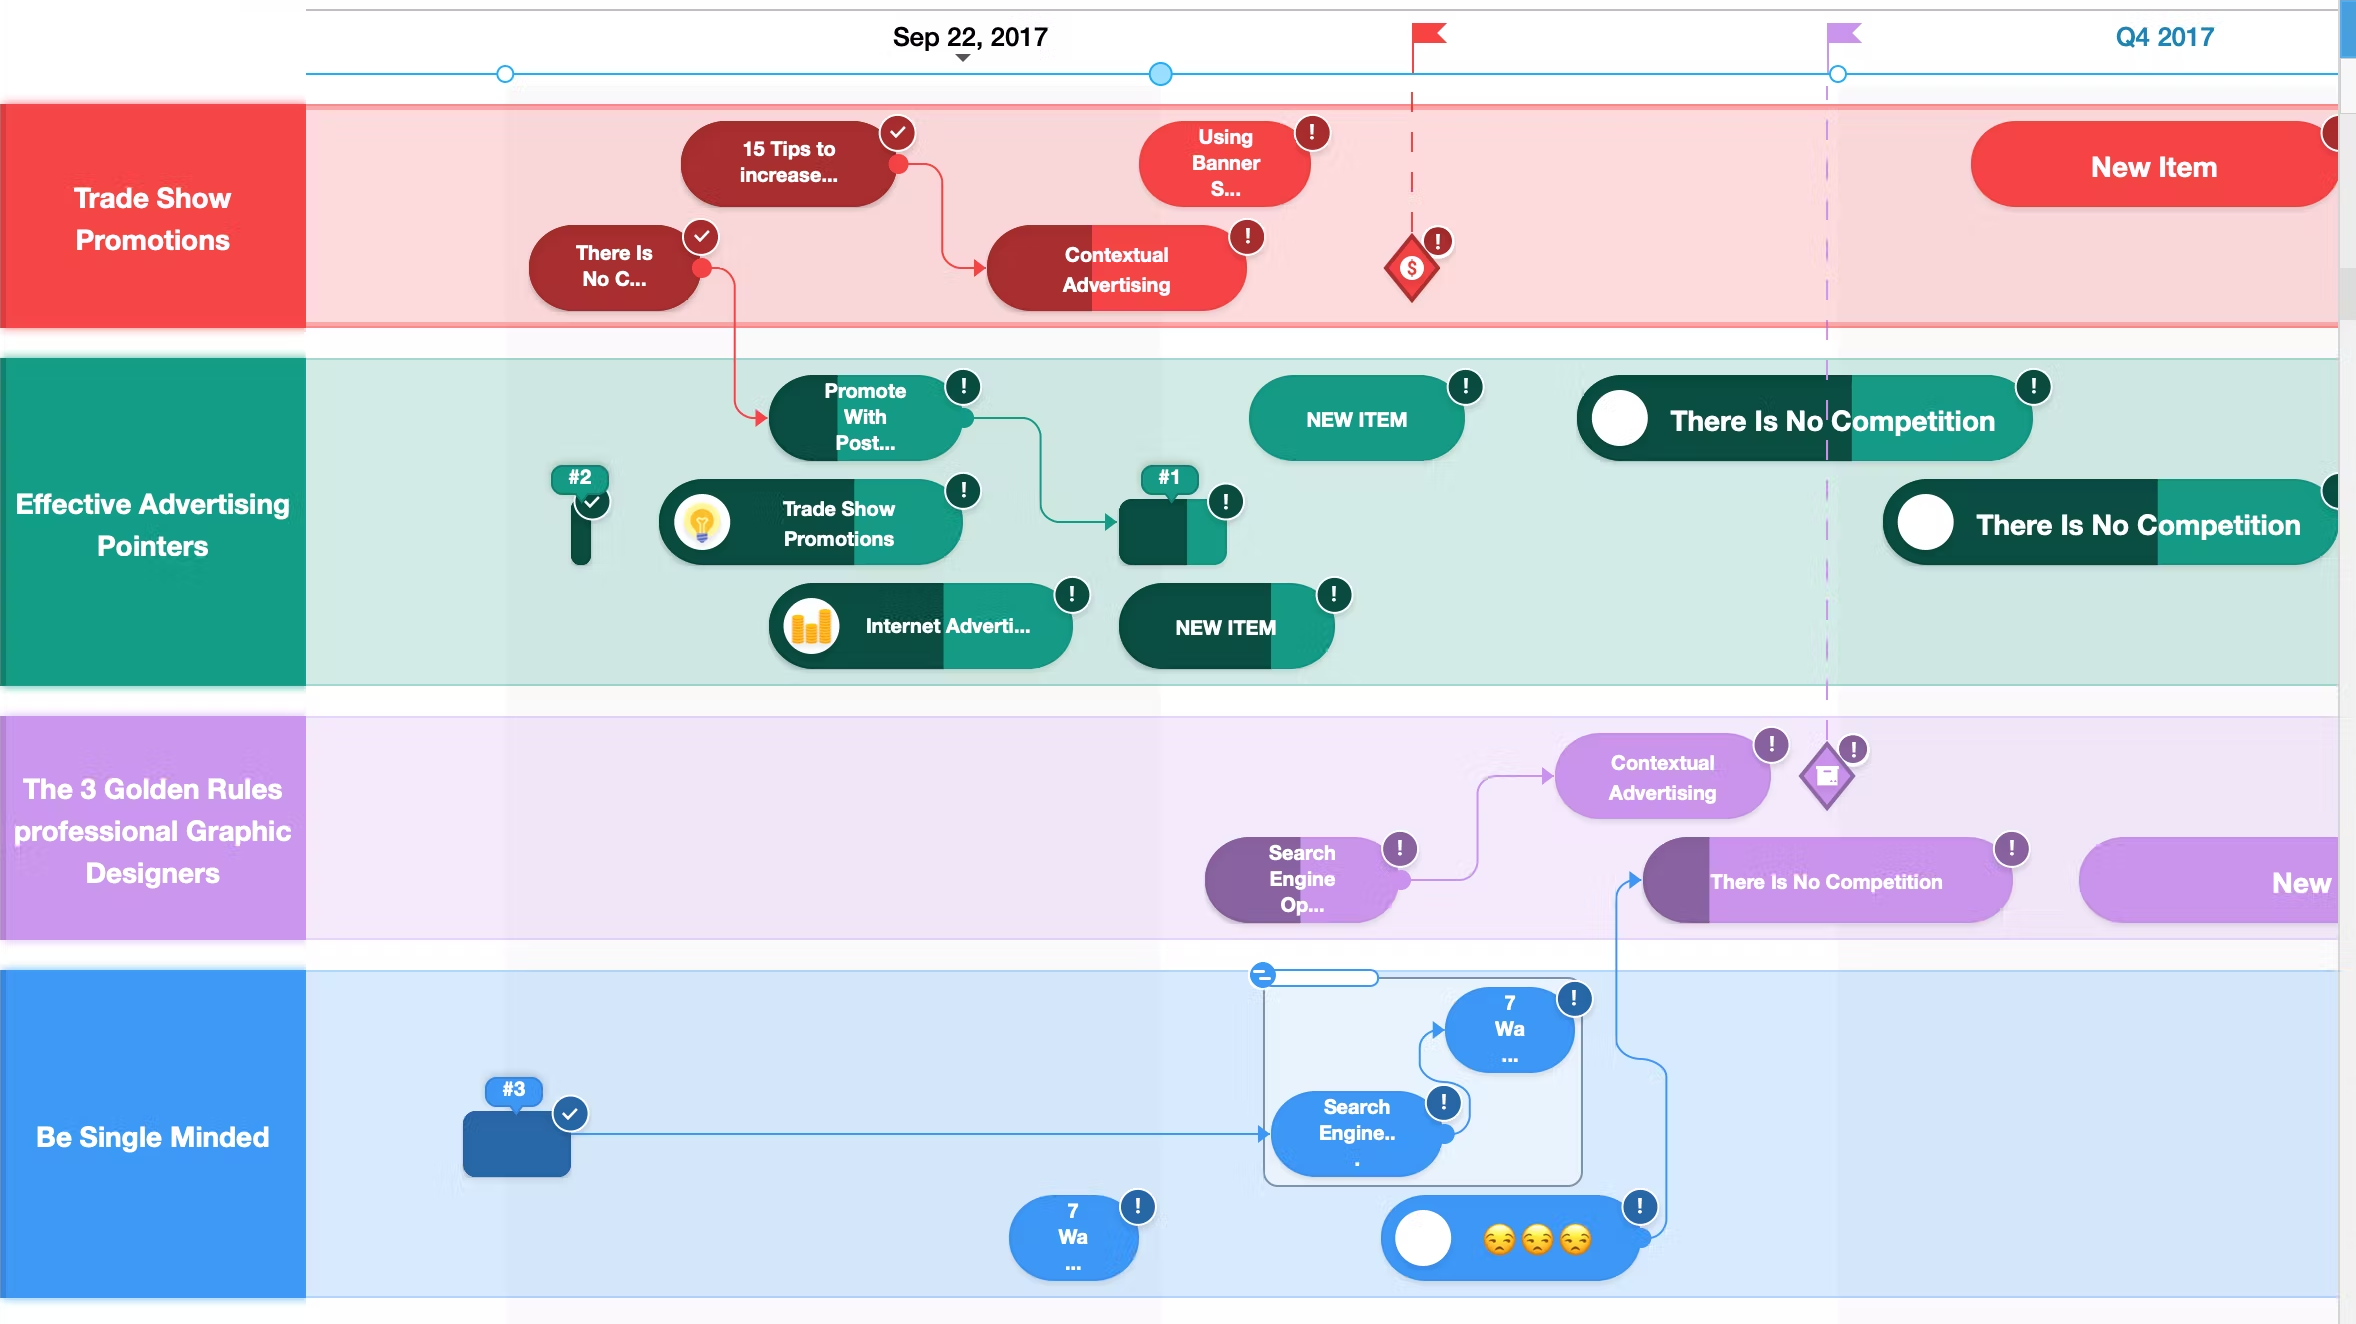 Sep 22, 2017
Q4 2017
Trade Show
Promotions
15 Tips to
increase...
Using
Banner
S...
New Item
There Is
No C...
Contextual
Advertising
$
Effective Advertising
Pointers
Promote
With
Post...
NEW ITEM
There Is No Competition
#2
Trade Show
Promotions
#1
There Is No Competition
Internet Adverti...
NEW ITEM
The 3 Golden Rules
professional Graphic
Designers
Contextual
Advertising
Search
Engine
Op...
There Is No Competition
New
Be Single Minded
7
Wa
...
#3
Search
Engine..
.
7
Wa
...